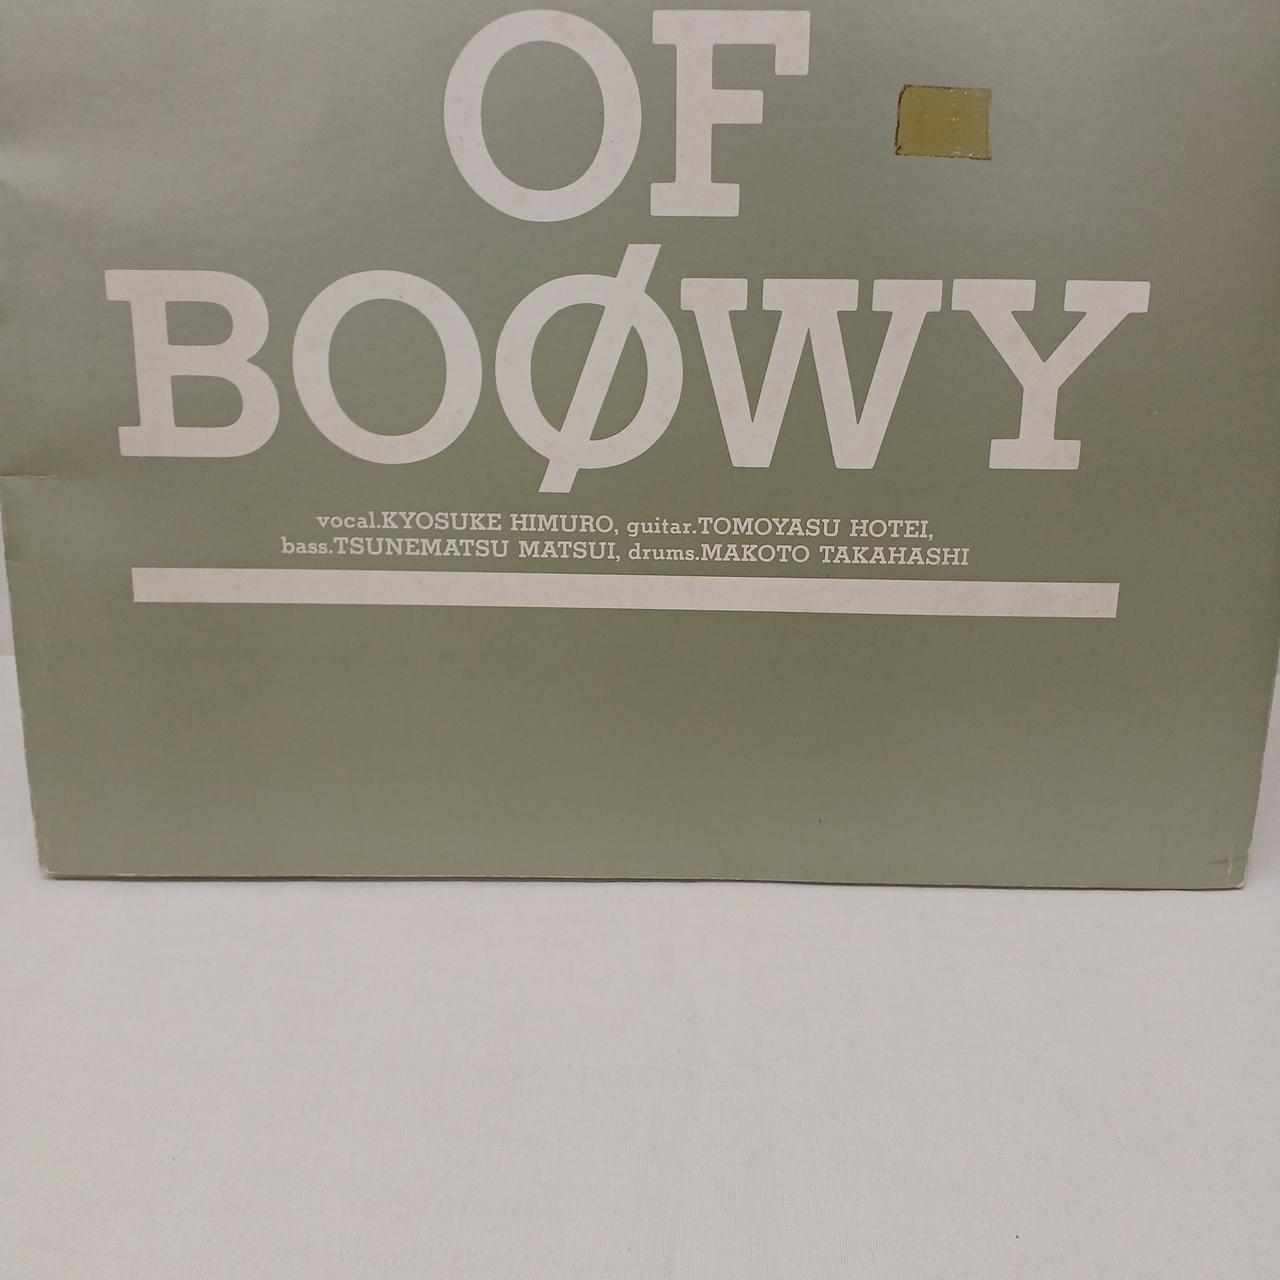 OF
BOØWY
vocal.KYOSUKE HIMURO, guitar.TOMOYASU HOTEI,
bass.TSUNEMATSU MATSUI, drums.MAKOTO TAKAHASHI